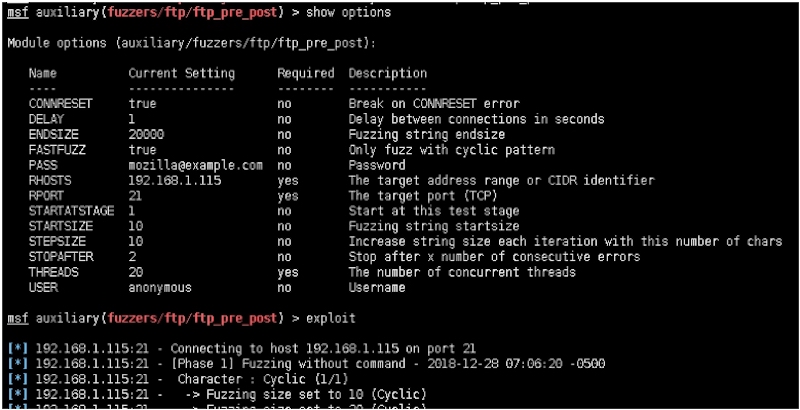 msf auxiliary(fuzzers/ftp/ftp_pre_post) > show options
Module options (auxiliary/fuzzers/ftp/ftp_pre_post):
Name Current Setting Required Description
---- --------------- -------- -----------
CONNRESET true no Break on CONNRESET error
DELAY 1 no Delay between connections in seconds
ENDSIZE 20000 no Fuzzing string endsize
FASTFUZZ true no Only fuzz with cyclic pattern
PASS mozilla@example.com no Password
RHOSTS 192.168.1.115 yes The target address range or CIDR identifier
RPORT 21 yes The target port (TCP)
STARTATSTAGE 1 no Start at this test stage
STARTSIZE 10 no Fuzzing string startsize
STEPSIZE 10 no Increase string size each iteration with this number of chars
STOPAFTER 2 no Stop after x number of consecutive errors
THREADS 20 yes The number of concurrent threads
USER anonymous no Username
msf auxiliary(fuzzers/ftp/ftp_pre_post) > exploit
[*] 192.168.1.115:21 - Connecting to host 192.168.1.115 on port 21
[*] 192.168.1.115:21 - [Phase 1] Fuzzing without command - 2018-12-28 07:06:20 -0500
[*] 192.168.1.115:21 - Character : Cyclic (1/1)
[*] 192.168.1.115:21 - -> Fuzzing size set to 10 (Cyclic)
[*] 192.168.1.115:21 - -> Fuzzing size set to 20 (Cyclic)